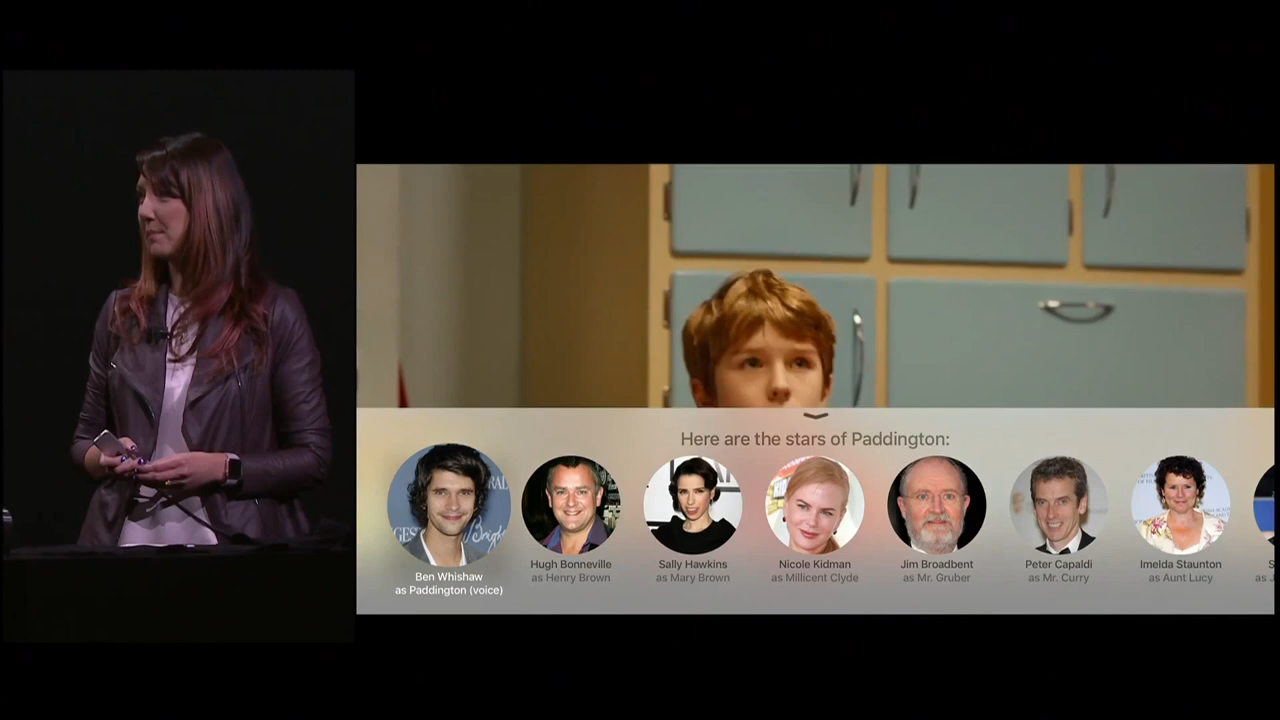 Here are the stars of Paddington:
Ben Whishaw
as Paddington (voice)
Hugh Bonneville
as Henry Brown
Sally Hawkins
as Mary Brown
Nicole Kidman
as Millicent Clyde
Jim Broadbent
as Mr. Gruber
Peter Capaldi
as Mr. Curry
Imelda Staunton
as Aunt Lucy